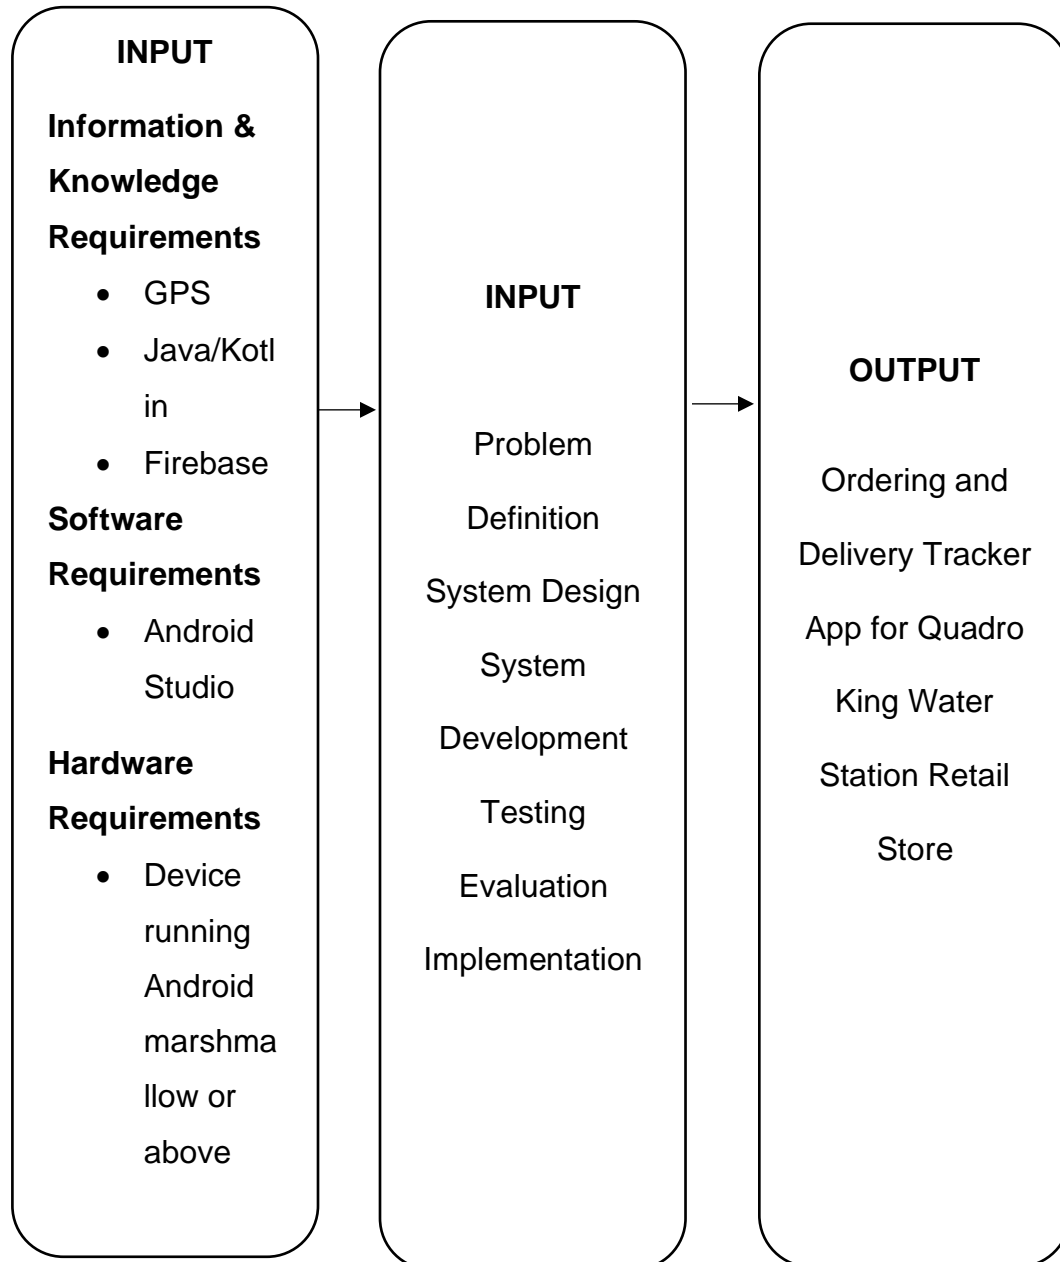 INPUT
Information &
Knowledge
Requirements
• GPS
• Java/Kotl
in
• Firebase
Software
Requirements
• Android
Studio
Hardware
Requirements
• Device
running
Android
marshma
llow or
above
INPUT
Problem
Definition
System Design
System
Development
Testing
Evaluation
Implementation
OUTPUT
Ordering and
Delivery Tracker
App for Quadro
King Water
Station Retail
Store